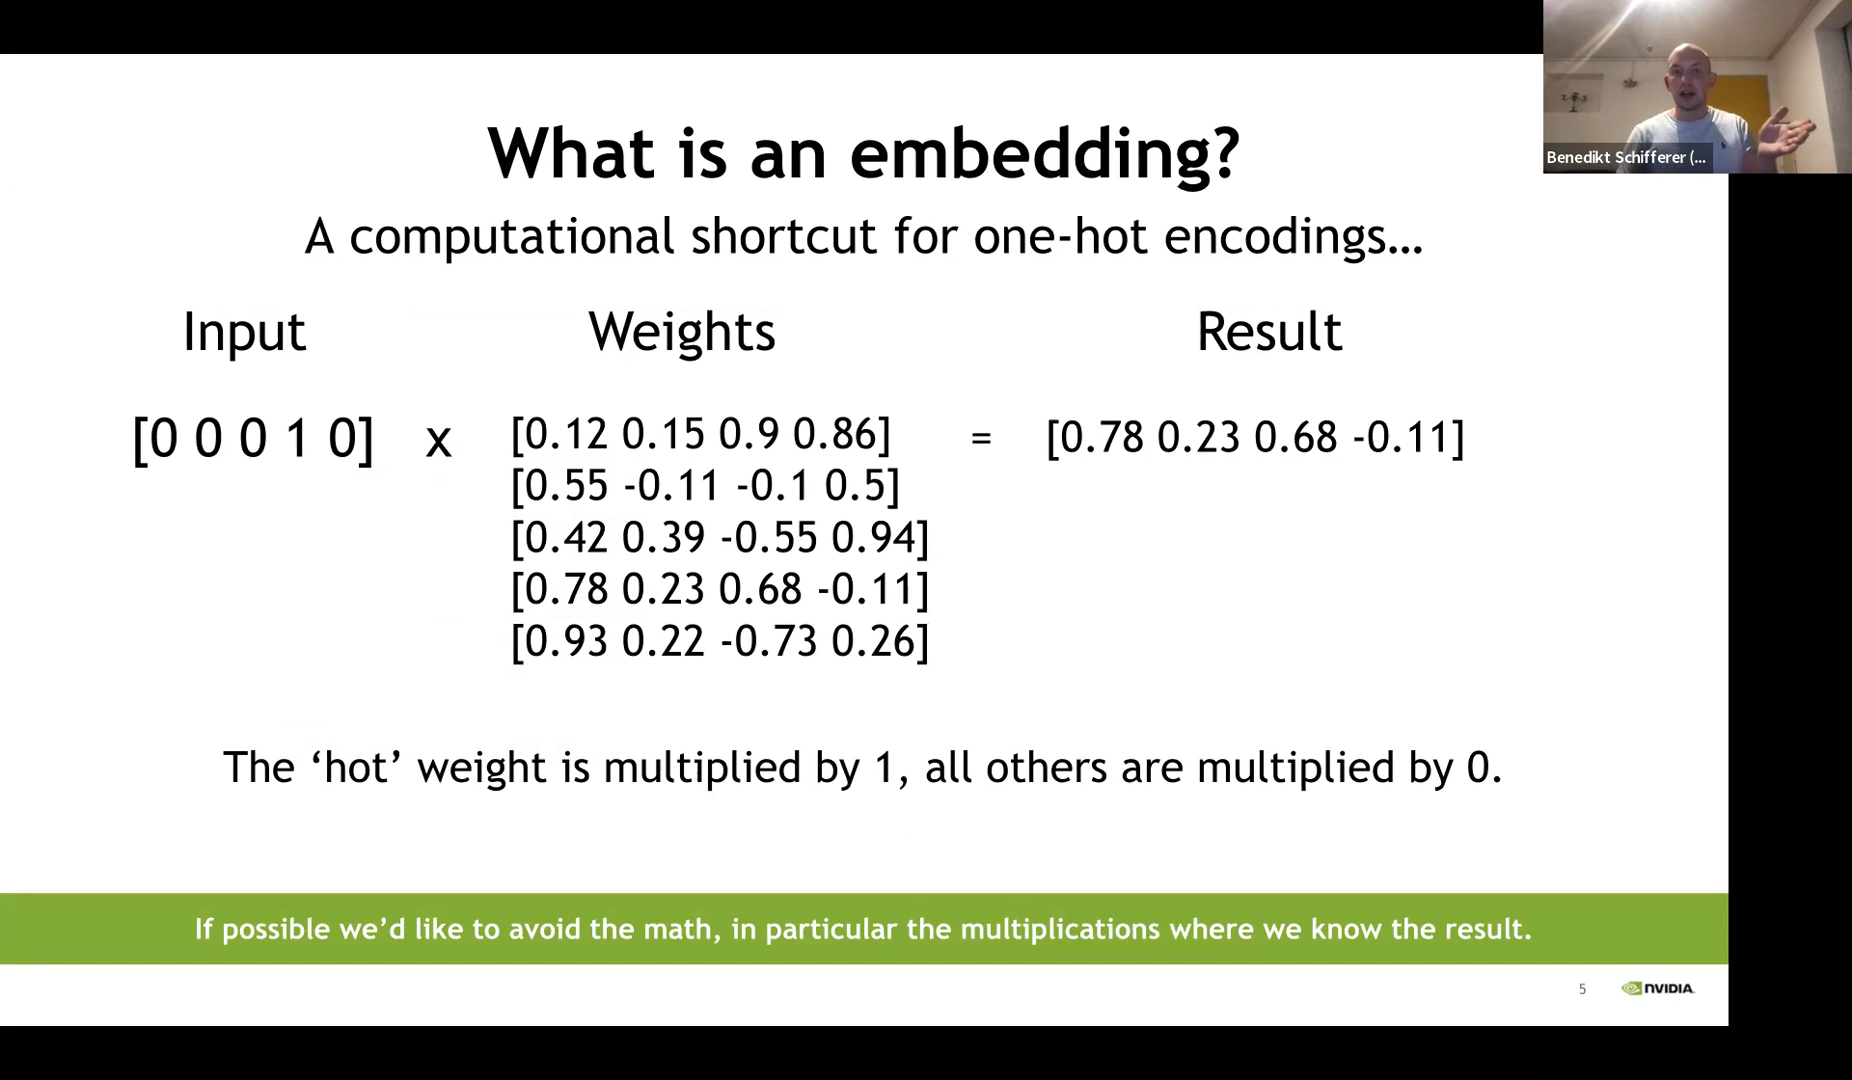 Benedikt Schifferer (...
What is an embedding?
A computational shortcut for one-hot encodings…
Input Weights Result
[0 0 0 1 0] x [0.12 0.15 0.9 0.86] = [0.78 0.23 0.68 -0.11]
[0.55 -0.11 -0.1 0.5]
[0.42 0.39 -0.55 0.94]
[0.78 0.23 0.68 -0.11]
[0.93 0.22 -0.73 0.26]
The ‘hot’ weight is multiplied by 1, all others are multiplied by 0.
If possible we’d like to avoid the math, in particular the multiplications where we know the result.
5 NVIDIA.